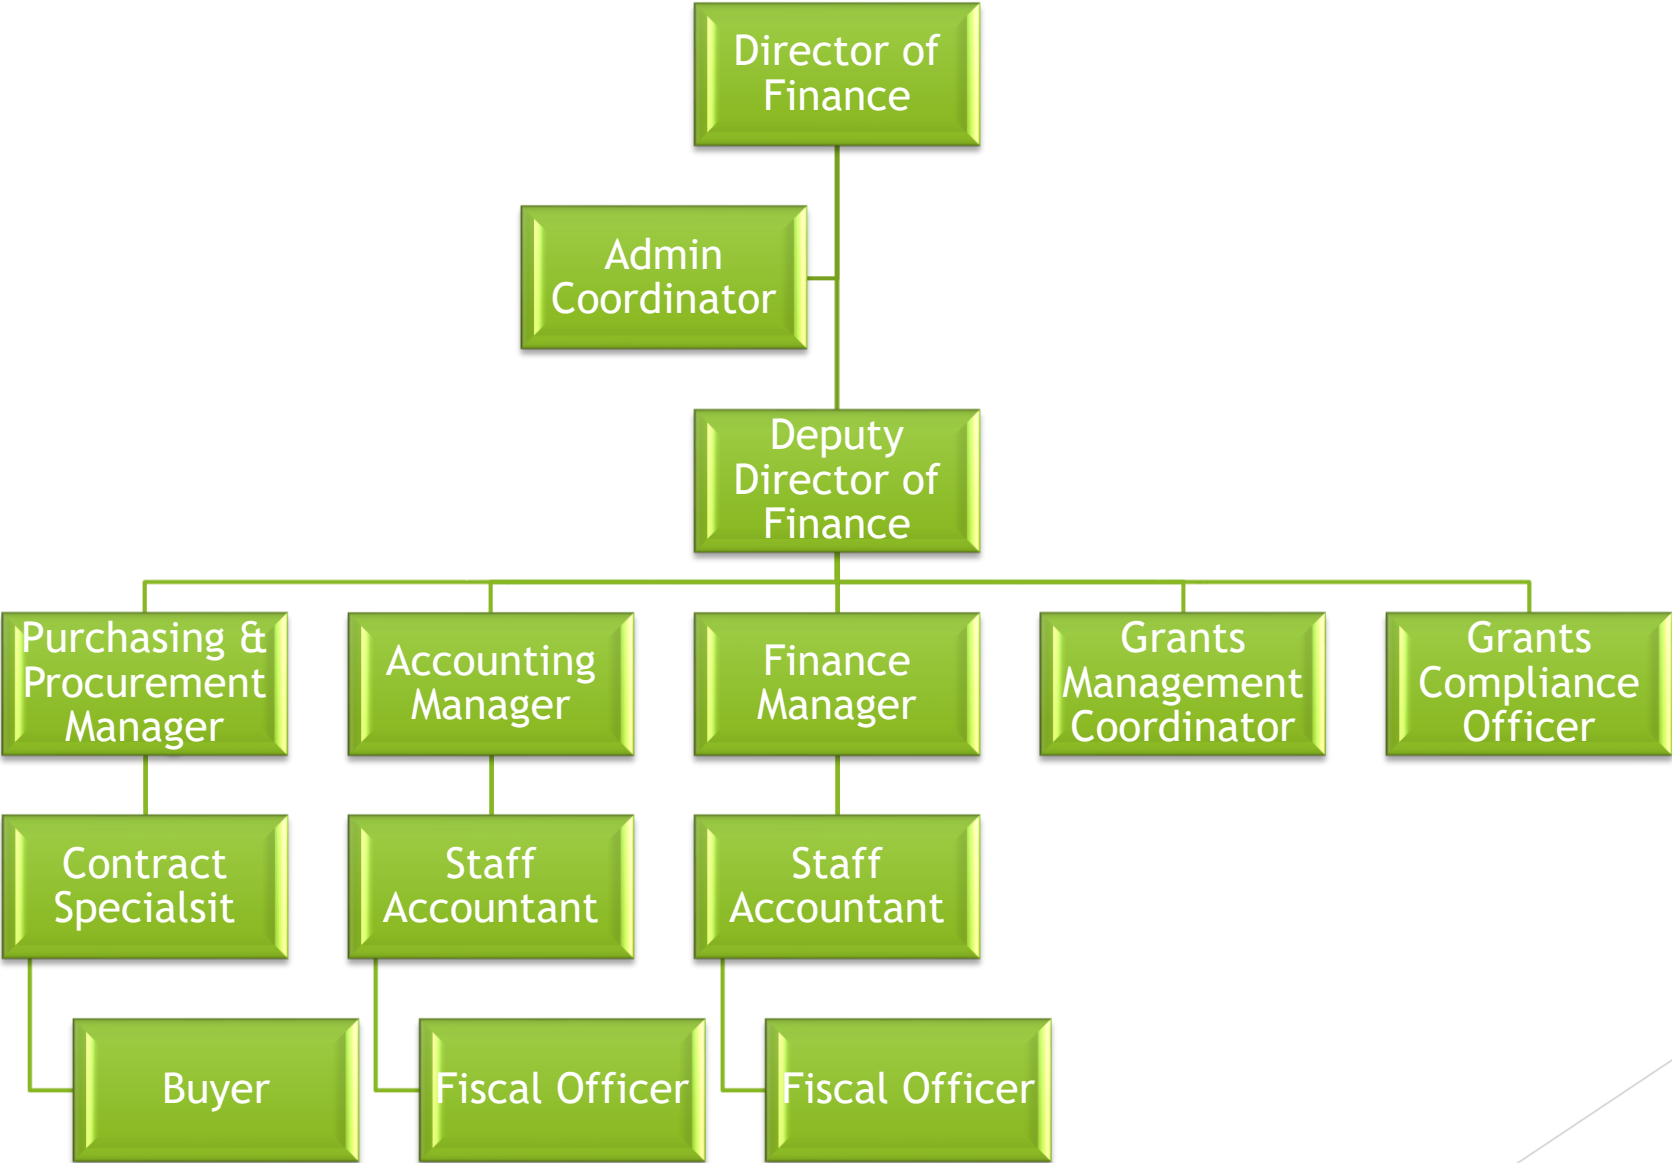 Director of
Finance
Admin
Coordinator
Deputy
Director of
Finance
Purchasing &
Procurement
Manager
Accounting
Manager
Finance
Manager
Grants
Management
Coordinator
Grants
Compliance
Officer
Contract
Specialsit
Staff
Accountant
Staff
Accountant
Buyer
Fiscal Officer
Fiscal Officer